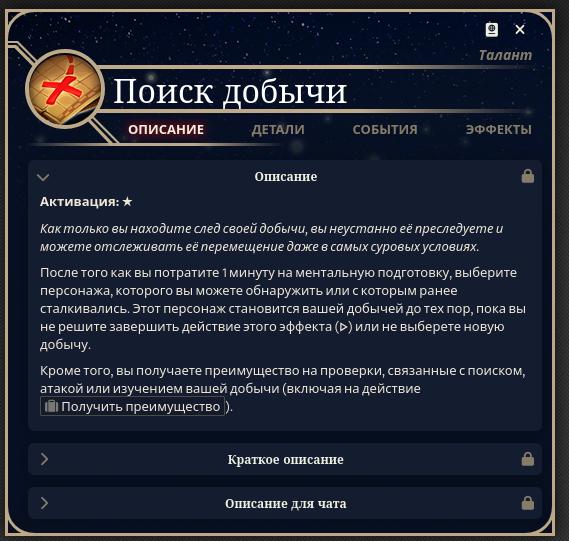 Талант
Поиск добычи
ОПИСАНИЕ ДЕТАЛИ СОБЫТИЯ ЭФФЕКТЫ
Описание
Активация: ★
Как только вы находите след своей добычи, вы неустанно её преследуете и
можете отслеживать её перемещение даже в самых суровых условиях.
После того как вы потратите 1 минуту на ментальную подготовку, выберите
персонажа, которого вы можете обнаружить или с которым ранее
сталкивались. Этот персонаж становится вашей добычей до тех пор, пока вы
не решите завершить действие этого эффекта (▷) или не выберете новую
добычу.
Кроме того, вы получаете преимущество на проверки, связанные с поиском,
атакой или изучением вашей добычи (включая на действие
Получить преимущество ).
Краткое описание
Описание для чата